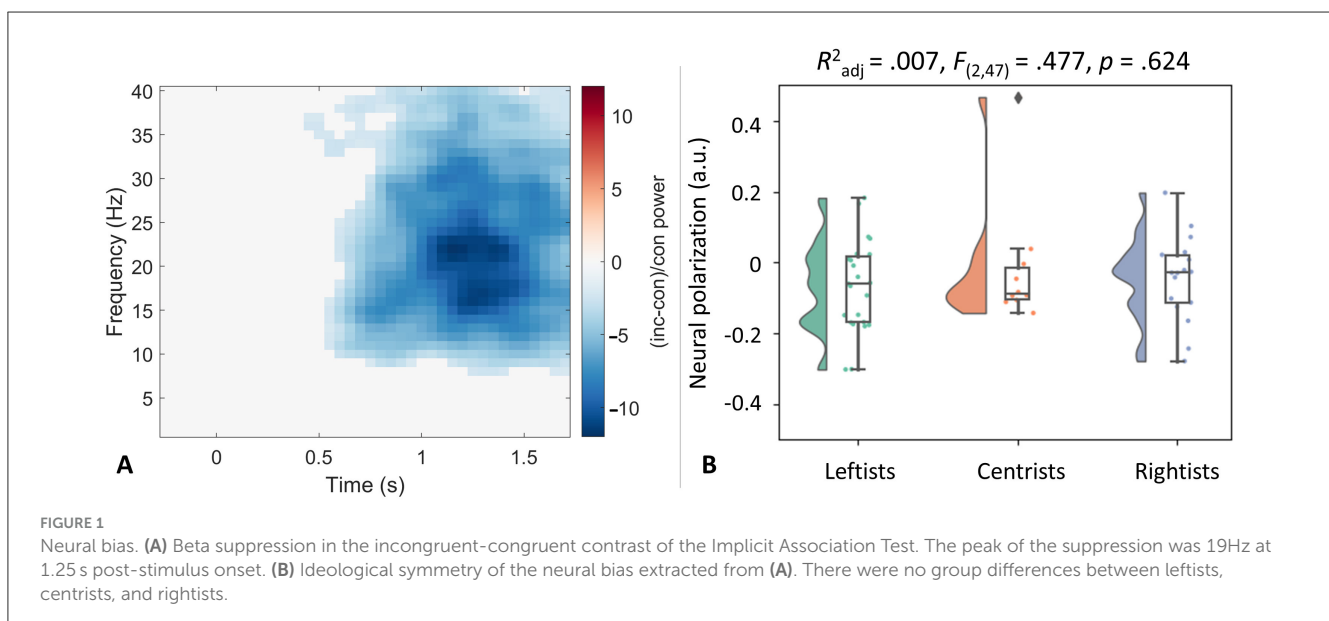 R²adj = .007, F(2,47) = .477, p = .624
40
35
30
25
20
15
10
5
Frequency (Hz)
0
0.5
1
1.5
Time (s)
A
10
5
0
−5
−10
(inc-con)/con power
0.4
0.2
0
-0.2
-0.4
Neural polarization (a.u.)
B
Leftists
Centrists
Rightists
FIGURE 1
Neural bias. (A) Beta suppression in the incongruent-congruent contrast of the Implicit Association Test. The peak of the suppression was 19Hz at
1.25 s post-stimulus onset. (B) Ideological symmetry of the neural bias extracted from (A). There were no group differences between leftists,
centrists, and rightists.